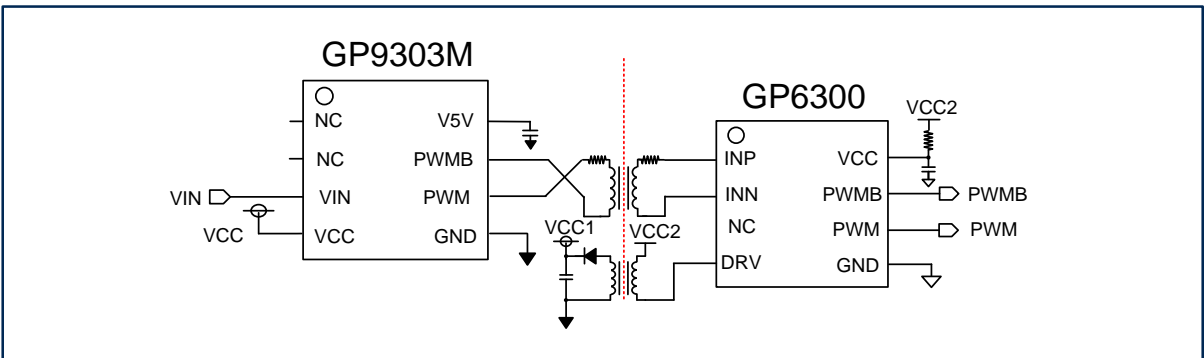 GP9303M
NC
NC
VIN
VCC
V5V
PWMB
PWM
GND
VIN
VCC
VCC1
VCC2
GP6300
INP
INN
NC
DRV
VCC
PWMB
PWM
GND
VCC2
PWMB
PWM